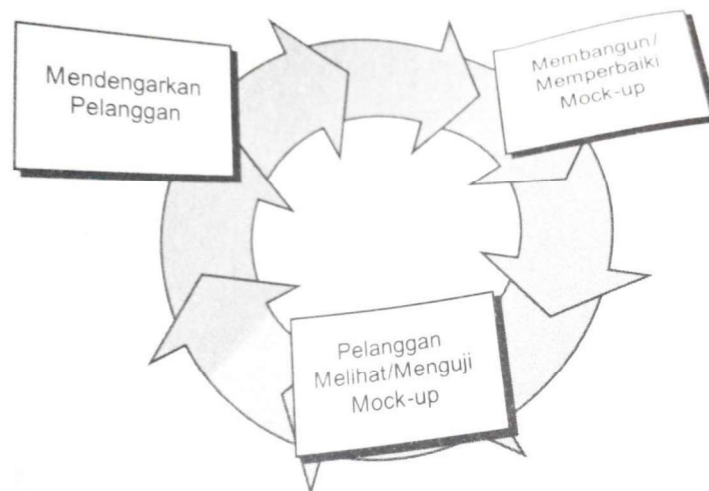 Mendengarkan
Pelanggan
Membangun/
Memperbaiki
Mock-up
Pelanggan
Melihat/Menguji
Mock-up